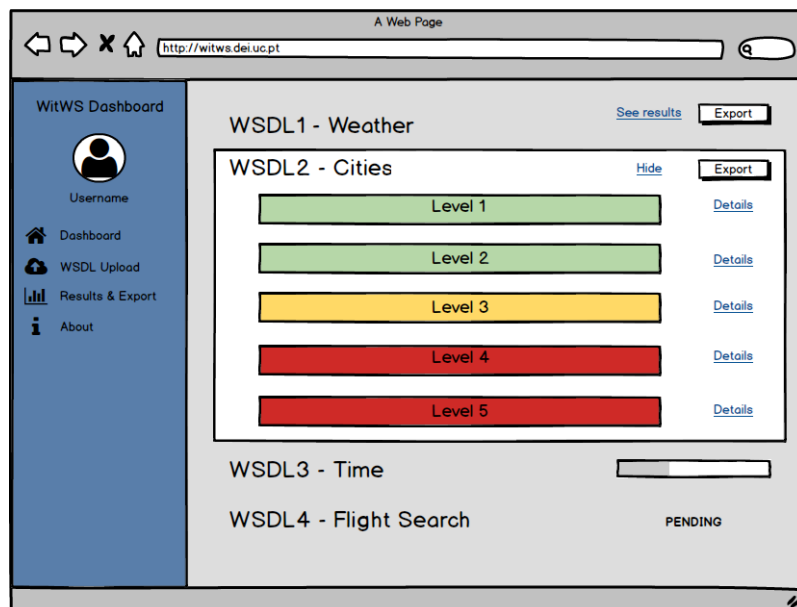 A Web Page
http://witws.dei.uc.pt
WitWS Dashboard
Username
Dashboard
WSDL Upload
Results & Export
About
WSDL1 - Weather
See results
Export
WSDL2 - Cities
Hide
Export
Level 1
Details
Level 2
Details
Level 3
Details
Level 4
Details
Level 5
Details
WSDL3 - Time
WSDL4 - Flight Search
PENDING